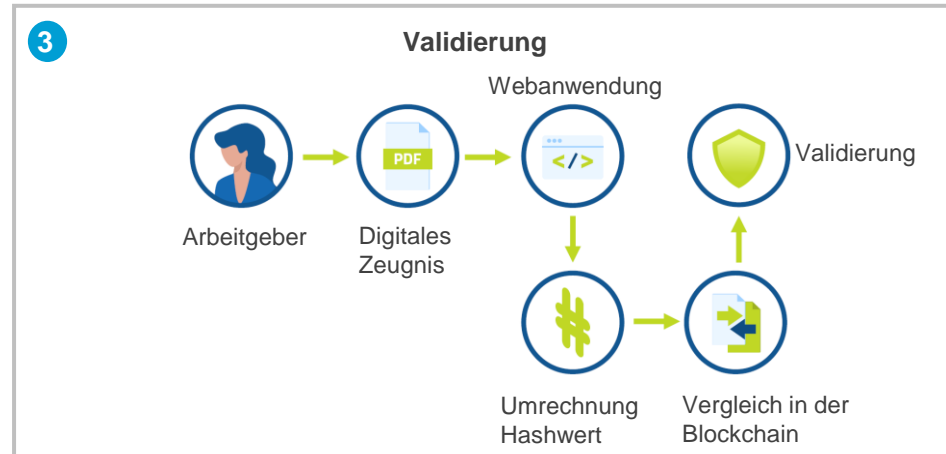 3
Validierung
Webanwendung
PDF
</>
Validierung
Arbeitgeber
Digitales
Zeugnis
Umrechnung
Hashwert
Vergleich in der
Blockchain